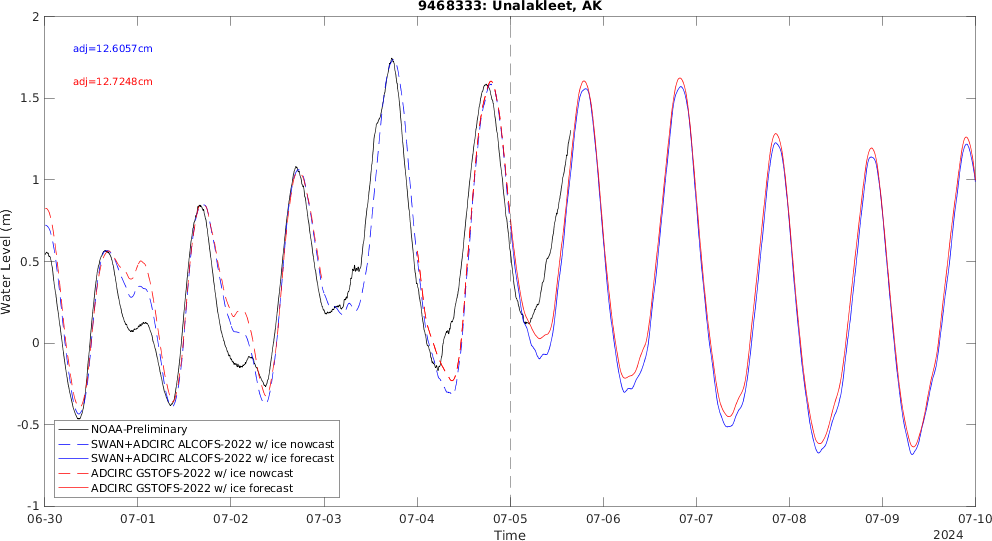 9468333: Unalakleet, AK
adj=12.6057cm
adj=12.7248cm
Water Level (m)
2
1.5
1
0.5
0
-0.5
-1
NOAA-Preliminary
SWAN+ADCIRC ALCOFS-2022 w/ ice nowcast
SWAN+ADCIRC ALCOFS-2022 w/ ice forecast
ADCIRC GSTOFS-2022 w/ ice nowcast
ADCIRC GSTOFS-2022 w/ ice forecast
06-30 07-01 07-02 07-03 07-04 07-05 07-06 07-07 07-08 07-09 07-10
Time
2024